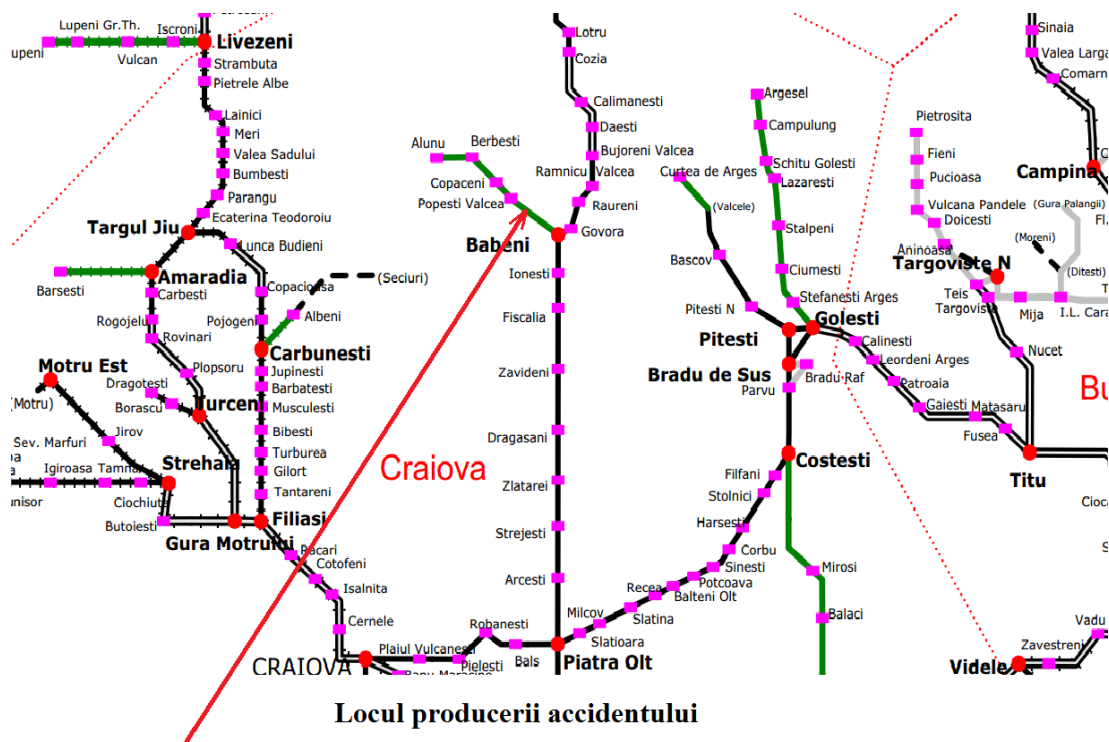 Lupeni Gr.Th.
Iscroni
Livezeni
upeni
Vulcan
Strambuta
Pietrele Albe
Lainici
Meri
Valea Sadului
Bumbesti
Parangu
Ecaterina Teodoroiu
Targul Jiu
Lunca Budieni
Amaradia
Barsesti
Carbesti
Copacioasa
(Seciuri)
Rogojelu
Pojogeni
Albeni
Rovinari
Carbunesti
Motru Est
Plopsoru
Jupinesti
Dragotesti
Barbatesti
(Motru)
Borascu
Turceni
Musculesti
Jirov
Bibesti
Sev. Marfuri
Strehaia
Turburea
Igiroasa
Tamna
Gilort
unisor
Ciochiuta
Tantareni
Butoiesti
Gura Motrului
Filiasi
Racari
Cotofeni
Isalnita
Cernele
CRAIOVA
Plaiul Vulcanesti
Pielesti
Robanesti
Bals
Piatra Olt
Banu Maracine
Lotru
Cozia
Calimanesti
Daesti
Bujoreni Valcea
Ramnicu Valcea
Raureni
Govora
Alunu
Berbesti
Copaceni
Popesti Valcea
Babeni
Ionesti
Fiscalia
Zavideni
Dragasani
Craiova
Zlatarei
Strejesti
Arcesti
Milcov
Slatioara
Slatina
Recea
Balteni Olt
Potcoava
Sinesti
Corbu
Harsesti
Stolnici
Filfani
Costesti
Mirosi
Balaci
Argesel
Campulung
Schitu Golesti
Lazaresti
Curtea de Arges
(Valcele)
Stalpeni
Bascov
Ciumesti
Pitesti N
Stefanesti Arges
Golesti
Pitesti
Bradu de Sus
Bradu Raf
Parvu
Calinesti
Leordeni Arges
Patroaia
Gaiesti
Matasaru
Fusea
Titu
Nucet
Sinaia
Valea Larga
Comarn
Campina
Pietrosita
Fieni
Pucioasa
Vulcana Pandele
(Gura Palangii)
Doicesti
Fl.
(Moreni)
Aninoasa
Targoviste N
(Ditesti)
Teis
Targoviste
Mija
I.L. Cara
Bu
Cioca
Vadu
Zavestreni
Videle
Locul producerii accidentului